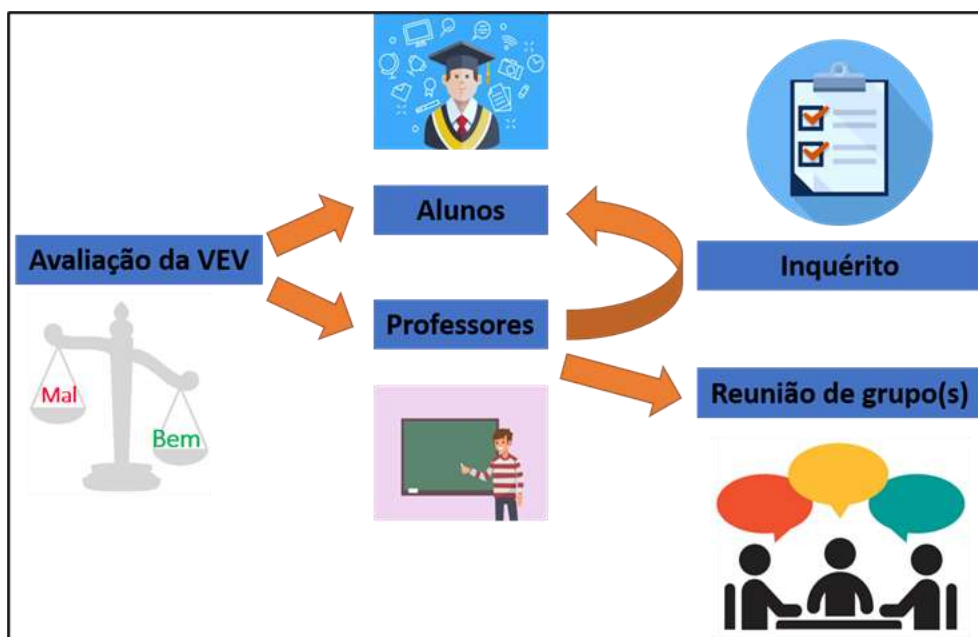 Alunos
Avaliação da VEV
Inquérito
Professores
Reunião de grupo(s)
Mal
Bem